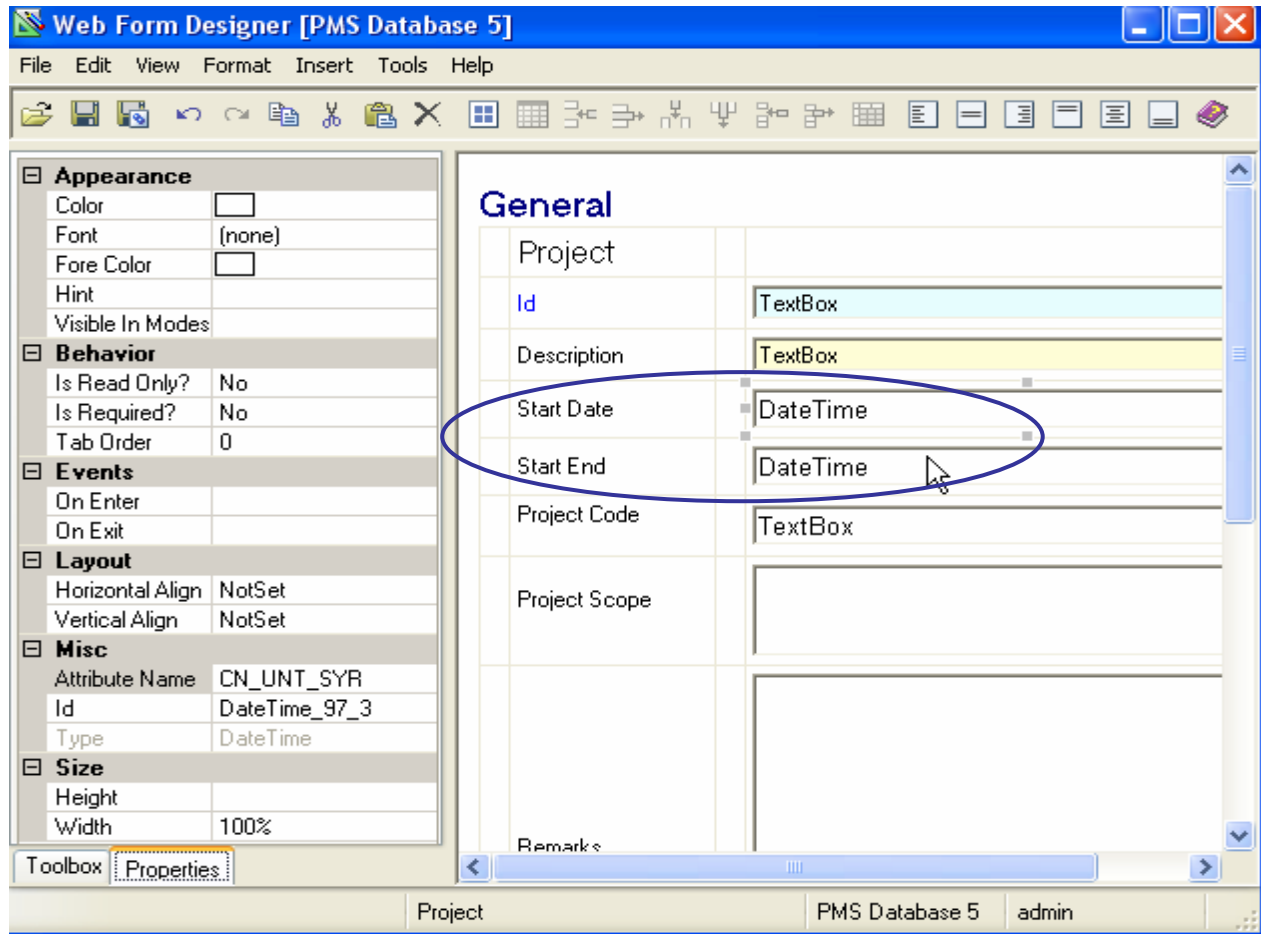 Web Form Designer [PMS Database 5]
File Edit View Format Insert Tools Help
Appearance
Color
Font (none)
Fore Color
Hint
Visible In Modes
Behavior
Is Read Only? No
Is Required? No
Tab Order 0
Events
On Enter
On Exit
Layout
Horizontal Align NotSet
Vertical Align NotSet
Misc
Attribute Name CN_UNT_SYR
Id DateTime_97_3
Type DateTime
Size
Height
Width 100%
Toolbox Properties
General
Project
Id TextBox
Description TextBox
Start Date DateTime
Start End DateTime
Project Code TextBox
Project Scope
Remarks
Project PMS Database 5 admin